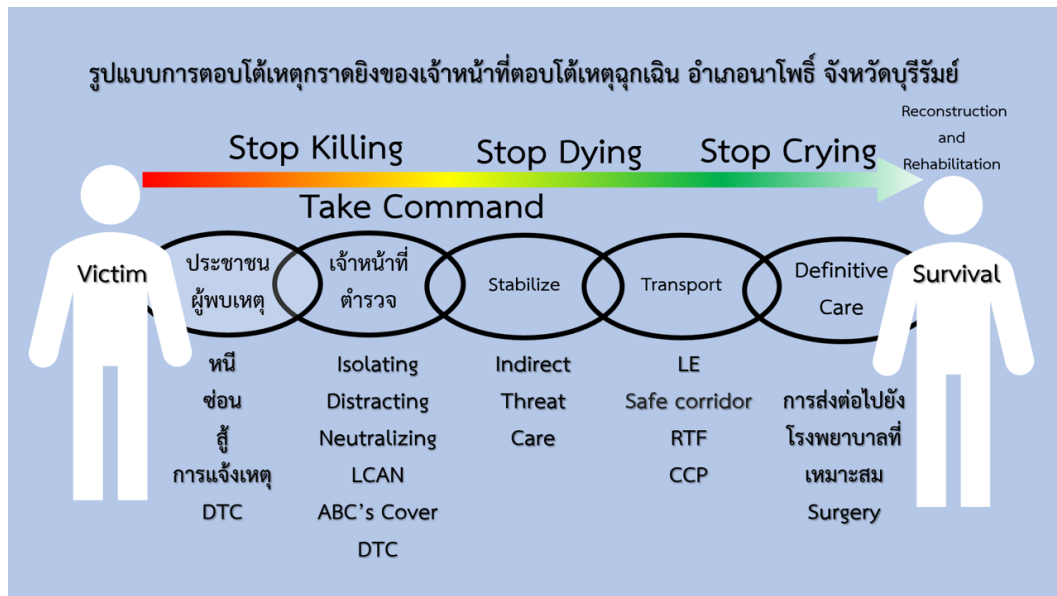 รูปแบบการตอบโต้เหตุกราดยิงของเจ้าหน้าที่ตอบโต้เหตุฉุกเฉิน อำเภอนาโพธิ์ จังหวัดบุรีรัมย์
Reconstruction
and
Rehabilitation
Stop Killing
Stop Dying
Stop Crying
Take Command
Victim
ประชาชน
ผู้พบเหตุ
เจ้าหน้าที่
ตำรวจ
Stabilize
Transport
Definitive
Care
Survival
หนี
ซ่อน
สู้
การแจ้งเหตุ
DTC
Isolating
Distracting
Neutralizing
LCAN
ABC's Cover
DTC
Indirect
Threat
Care
LE
Safe corridor
RTF
CCP
การส่งต่อไปยัง
โรงพยาบาลที่
เหมาะสม
Surgery